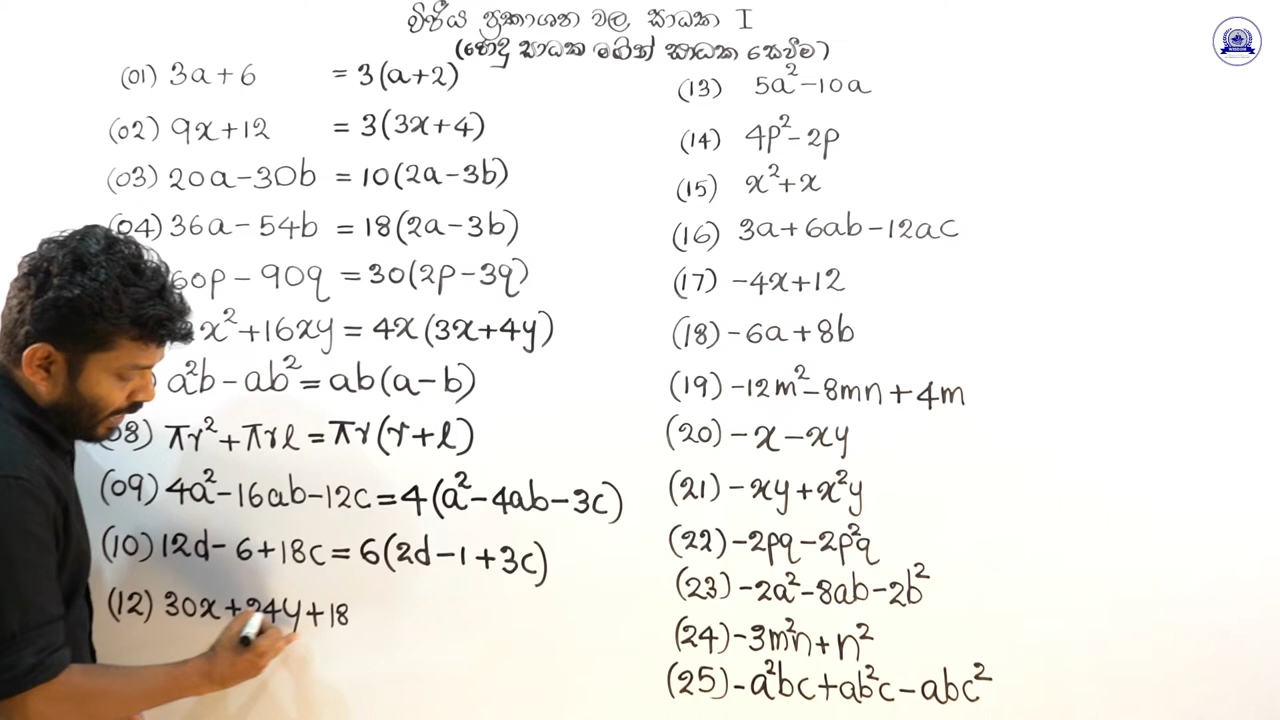 වීජීය ප්‍රකාශන වල සාධක I
(පොදු සාධක මගින් සාධක සෙවීම)
(01) 3a+6 = 3(a+2)
(02) 9x+12 = 3(3x+4)
(03) 20a-30b = 10(2a-3b)
(04) 36a-54b = 18(2a-3b)
60p-90q = 30(2p-3q)
x²+16xy = 4x(3x+4y)
a²b-ab² = ab(a-b)
08) πr²+πrl = πr(r+l)
(09) 4a²-16ab-12c = 4(a²-4ab-3c)
(10) 12d-6+18c = 6(2d-1+3c)
(12) 30x+24y+18
(13) 5a²-10a
(14) 4p²-2p
(15) x²+x
(16) 3a+6ab-12ac
(17) -4x+12
(18) -6a+8b
(19) -12m²-8mn+4m
(20) -x-xy
(21) -xy+x²y
(22) -2pq-2p²q
(23) -2a²-8ab-2b²
(24) -3m²n+n²
(25) -a²bc+ab²c-abc²